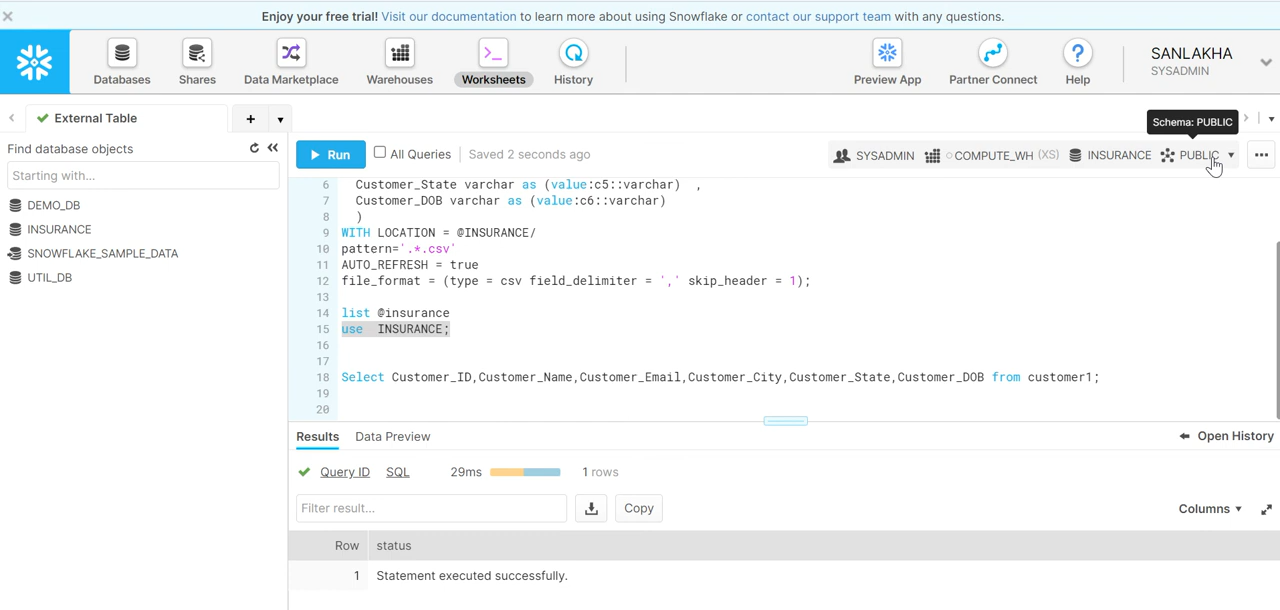 Enjoy your free trial! Visit our documentation to learn more about using Snowflake or contact our support team with any questions.
Databases
Shares
Data Marketplace
Warehouses
Worksheets
History
Preview App
Partner Connect
Help
SANLAKHA
SYSADMIN
External Table
Schema: PUBLIC
Find database objects
Starting with...
DEMO_DB
INSURANCE
SNOWFLAKE_SAMPLE_DATA
UTIL_DB
Run
All Queries
Saved 2 seconds ago
SYSADMIN
COMPUTE_WH (XS)
INSURANCE
PUBLIC
6 Customer_State varchar as (value:c5::varchar) ,
7 Customer_DOB varchar as (value:c6::varchar)
8 )
9 WITH LOCATION = @INSURANCE/
10 pattern='.*.csv'
11 AUTO_REFRESH = true
12 file_format = (type = csv field_delimiter = ',' skip_header = 1);
13
14 list @insurance
15 use INSURANCE;
16
17
18 Select Customer_ID,Customer_Name,Customer_Email,Customer_City,Customer_State,Customer_DOB from customer1;
19
20
Results
Data Preview
Open History
Query ID
SQL
29ms
1 rows
Filter result...
Copy
Columns
Row status
1 Statement executed successfully.